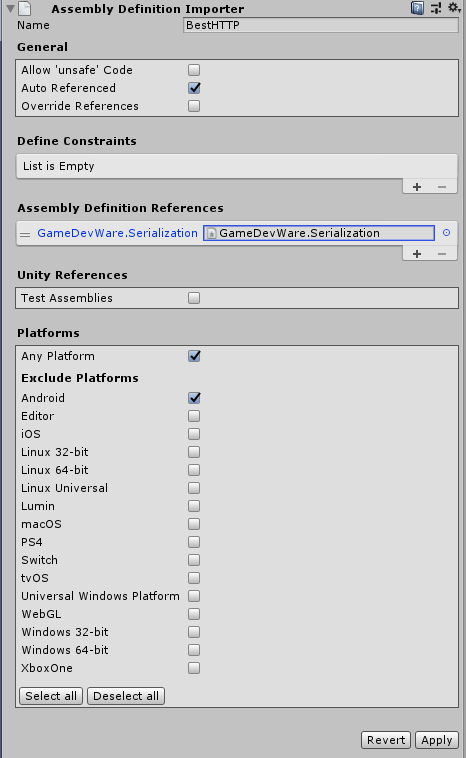 Assembly Definition Importer
Name BestHTTP
General
Allow 'unsafe' Code
Auto Referenced
Override References
Define Constraints
List is Empty
+ −
Assembly Definition References
GameDevWare.Serialization GameDevWare.Serialization
+ −
Unity References
Test Assemblies
Platforms
Any Platform
Exclude Platforms
Android
Editor
iOS
Linux 32-bit
Linux 64-bit
Linux Universal
Lumin
macOS
PS4
Switch
tvOS
Universal Windows Platform
WebGL
Windows 32-bit
Windows 64-bit
XboxOne
Select all Deselect all
Revert Apply